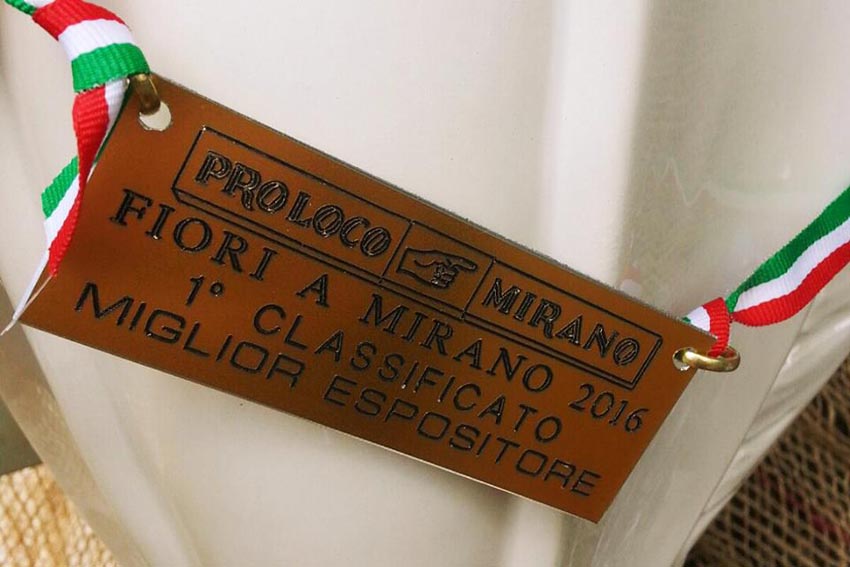 PRO LOCO MIRANO
FIORI A MIRANO 2016
1° CLASSIFICATO
MIGLIOR ESPOSITORE